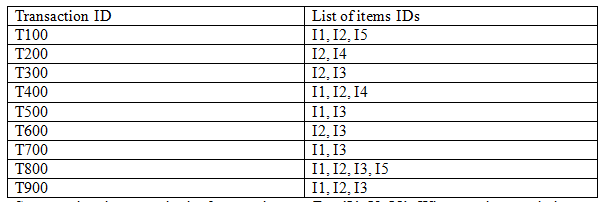 Transaction ID List of items IDs
T100 I1, I2, I5
T200 I2, I4
T300 I2, I3
T400 I1, I2, I4
T500 I1, I3
T600 I2, I3
T700 I1, I3
T800 I1, I2, I3, I5
T900 I1, I2, I3